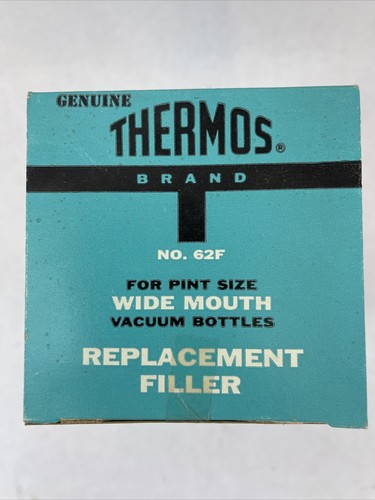 GENUINE
THERMOS®
BRAND
NO. 62F
FOR PINT SIZE
WIDE MOUTH
VACUUM BOTTLES
REPLACEMENT
FILLER